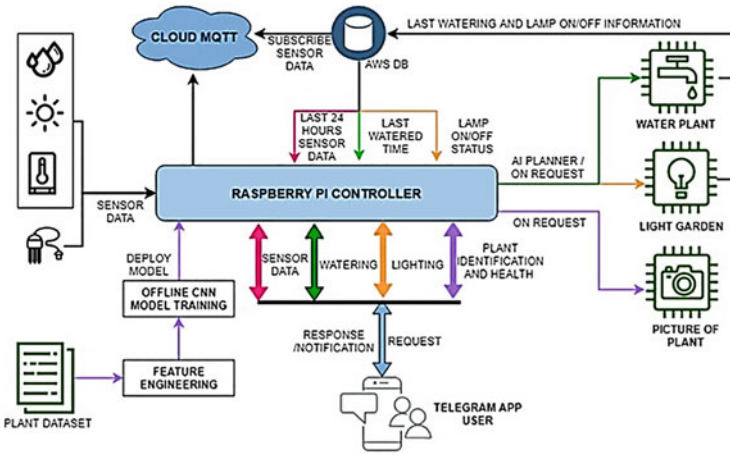 LAST WATERING AND LAMP ON/OFF INFORMATION
CLOUD MQTT
SUBSCRIBE
SENSOR
DATA
AWS DB
WATER PLANT
LAST 24
HOURS
SENSOR
DATA
LAST
WATERED
TIME
LAMP
ON/OFF
STATUS
AI PLANNER /
ON REQUEST
RASPBERRY PI CONTROLLER
SENSOR
DATA
ON REQUEST
LIGHT GARDEN
DEPLOY
MODEL
SENSOR
DATA
WATERING
LIGHTING
PLANT
IDENTIFICATION
AND HEALTH
OFFLINE CNN
MODEL TRAINING
RESPONSE
/NOTIFICATION
REQUEST
PICTURE OF
PLANT
FEATURE
ENGINEERING
PLANT DATASET
TELEGRAM APP
USER